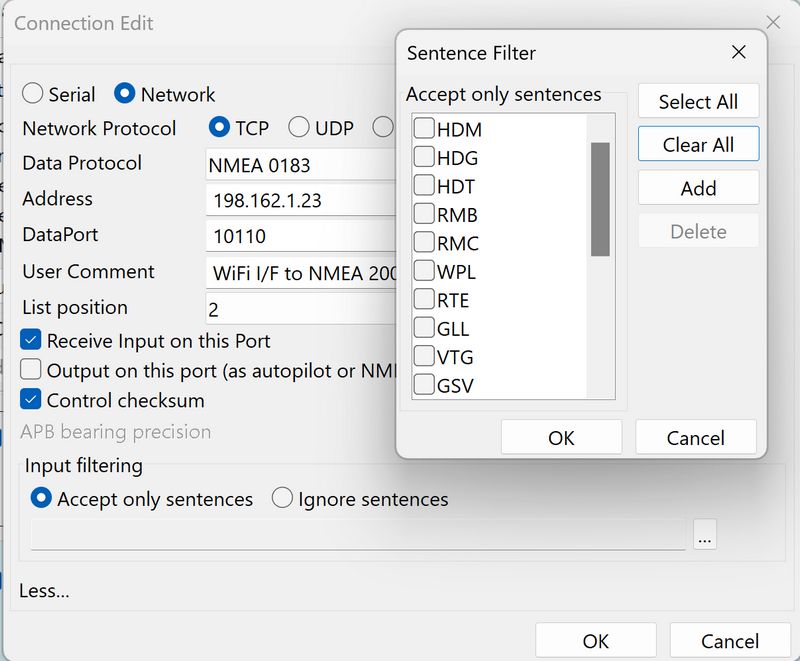 Connection Edit
Serial
Network
Network Protocol
TCP
UDP
Data Protocol
NMEA 0183
Address
198.162.1.23
DataPort
10110
User Comment
WiFi I/F to NMEA 200
List position
2
Receive Input on this Port
Output on this port (as autopilot or NM
Control checksum
APB bearing precision
Input filtering
Accept only sentences
Ignore sentences
...
Less...
OK
Cancel
Sentence Filter
Accept only sentences
HDM
HDG
HDT
RMB
RMC
WPL
RTE
GLL
VTG
GSV
Select All
Clear All
Add
Delete
OK
Cancel